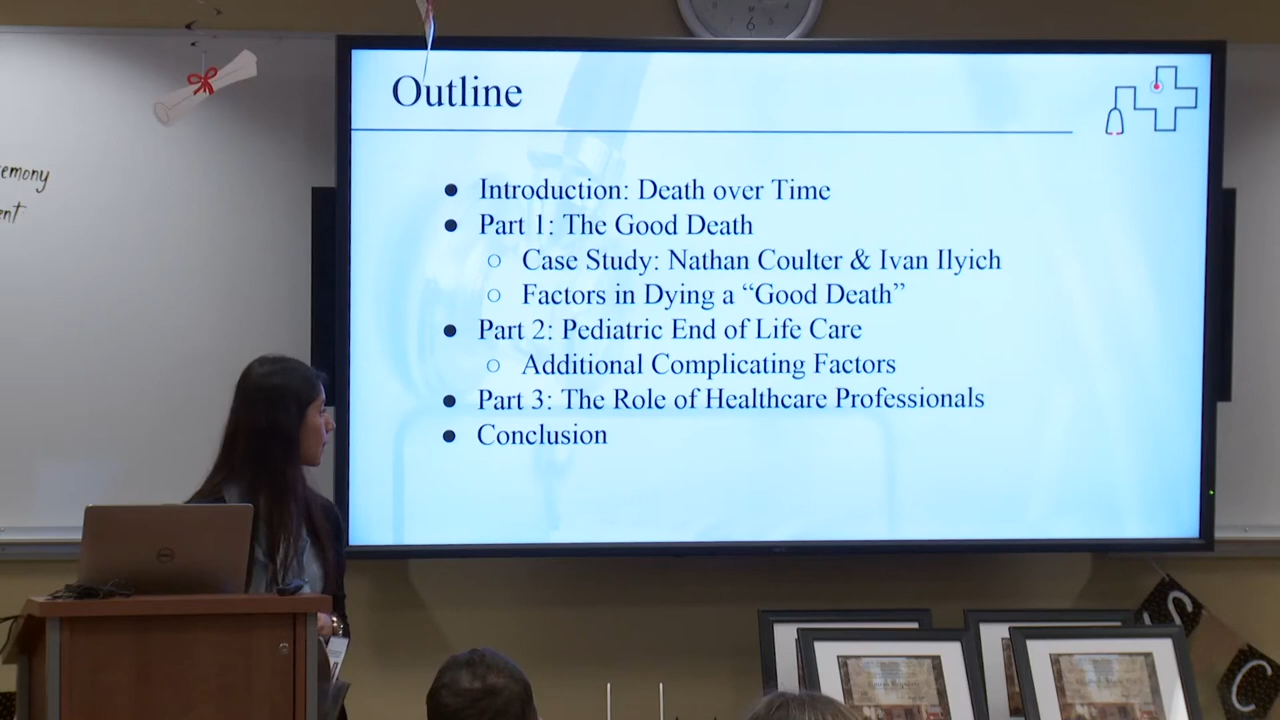 6
Outline
emony
ent
● Introduction: Death over Time
● Part 1: The Good Death
○ Case Study: Nathan Coulter & Ivan Ilyich
○ Factors in Dying a “Good Death”
● Part 2: Pediatric End of Life Care
○ Additional Complicating Factors
● Part 3: The Role of Healthcare Professionals
● Conclusion
DELL
S
C